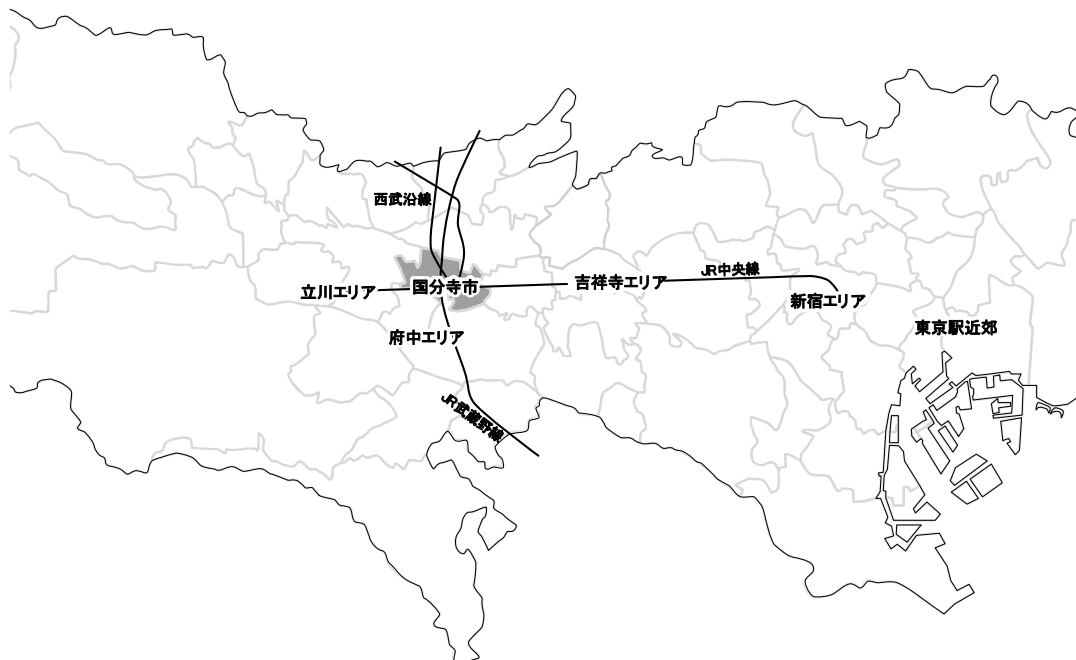 西武沿線
JR中央線
立川エリア
国分寺市
吉祥寺エリア
新宿エリア
東京駅近郊
府中エリア
JR武蔵野線